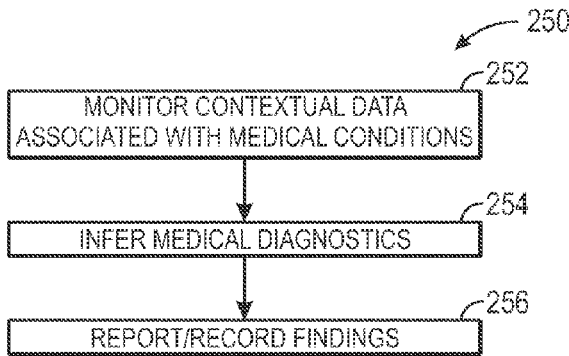 250
252
MONITOR CONTEXTUAL DATA
ASSOCIATED WITH MEDICAL CONDITIONS
254
INFER MEDICAL DIAGNOSTICS
256
REPORT/RECORD FINDINGS